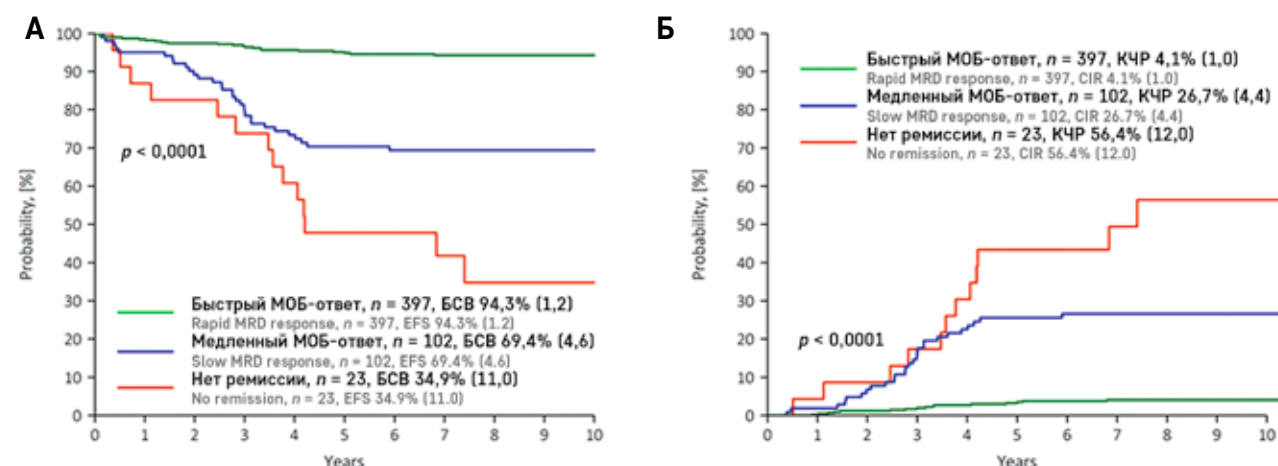 А
Probability, [%]
100
90
80
70
60
50
40
30
20
10
0
p < 0,0001
Быстрый МОБ-ответ, n = 397, БСВ 94,3% (1,2)
Rapid MRD response, n = 397, EFS 94.3% (1.2)
Медленный МОБ-ответ, n = 102, БСВ 69,4% (4,6)
Slow MRD response, n = 102, EFS 69.4% (4.6)
Нет ремиссии, n = 23, БСВ 34,9% (11,0)
No remission, n = 23, EFS 34.9% (11.0)
0 1 2 3 4 5 6 7 8 9 10
Years
Б
Probability, [%]
100
90
80
70
60
50
40
30
20
10
0
Быстрый МОБ-ответ, n = 397, КЧР 4,1% (1,0)
Rapid MRD response, n = 397, CIR 4.1% (1.0)
Медленный МОБ-ответ, n = 102, КЧР 26,7% (4,4)
Slow MRD response, n = 102, CIR 26.7% (4.4)
Нет ремиссии, n = 23, КЧР 56,4% (12,0)
No remission, n = 23, CIR 56.4% (12.0)
p < 0,0001
0 1 2 3 4 5 6 7 8 9 10
Years